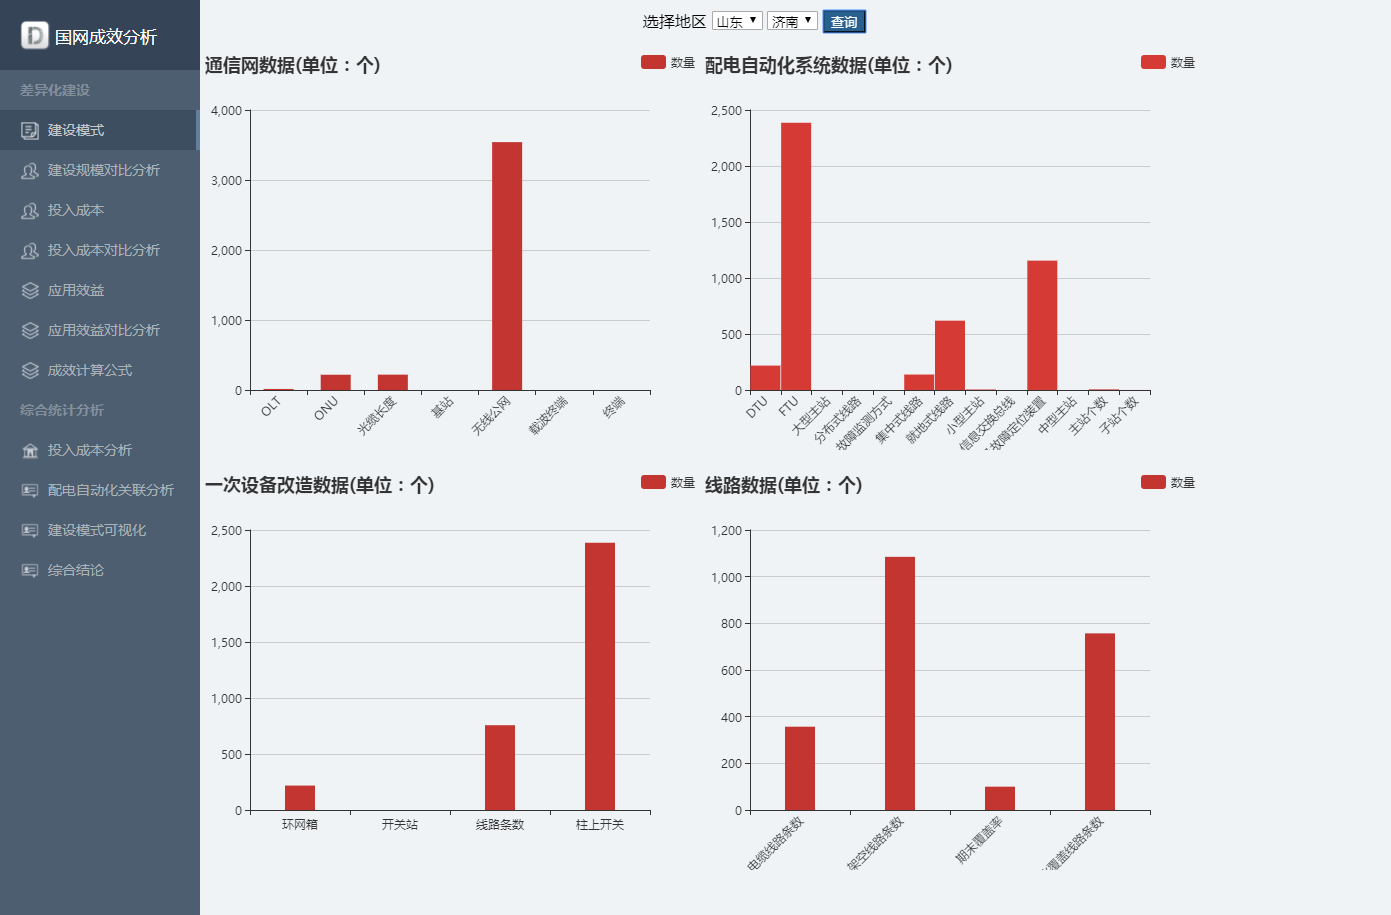 国网成效分析
差异化建设
建设模式
建设规模对比分析
投入成本
投入成本对比分析
应用效益
应用效益对比分析
成效计算公式
综合统计分析
投入成本分析
配电自动化关联分析
建设模式可视化
综合结论
选择地区 山东 济南 查询
通信网数据(单位：个)
数量
4,000
3,000
2,000
1,000
0
OLT
ONU
光缆长度
基站
无线公网
载波终端
终端
配电自动化系统数据(单位：个)
数量
2,500
2,000
1,500
1,000
500
0
DTU
FTU
大型主站
分布式线路
故障监测方式
集中式线路
就地式线路
小型主站
信息交换总线
故障定位装置
中型主站
主站个数
子站个数
一次设备改造数据(单位：个)
数量
2,500
2,000
1,500
1,000
500
0
环网箱
开关站
线路条数
柱上开关
线路数据(单位：个)
数量
1,200
1,000
800
600
400
200
0
电缆线路条数
架空线路条数
期末覆盖率
覆盖线路条数